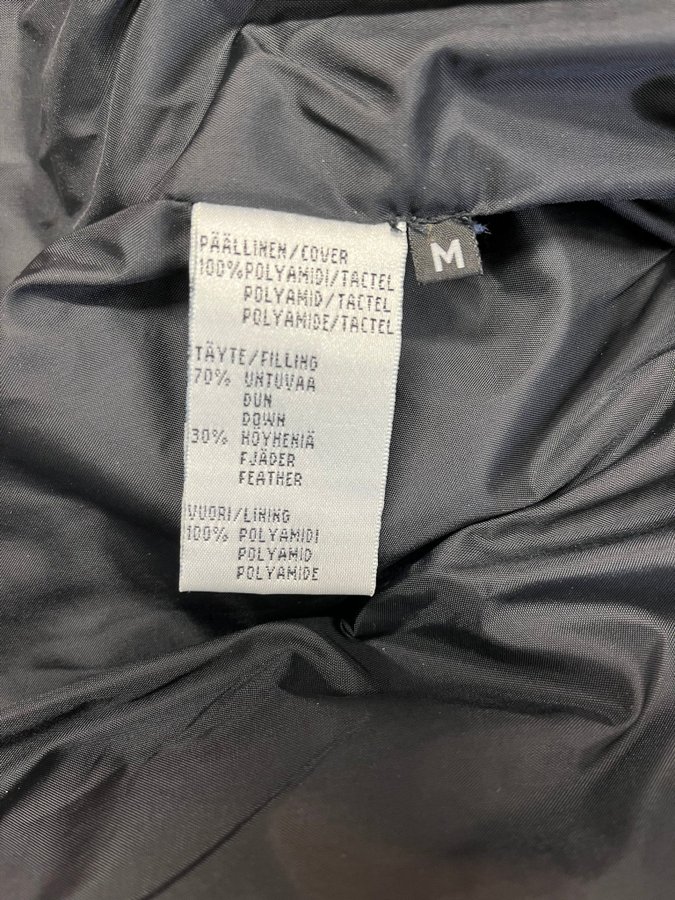 PÄÄLLINEN/COVER
100%POLYAMIDI/TACTEL
POLYAMID/TACTEL
POLYAMIDE/TACTEL
TÄYTE/FILLING
70% UNTUVAA
DUN
DOWN
30% HÖYHENIÄ
FJÄDER
FEATHER
VUORI/LINING
100% POLYAMIDI
POLYAMID
POLYAMIDE
M